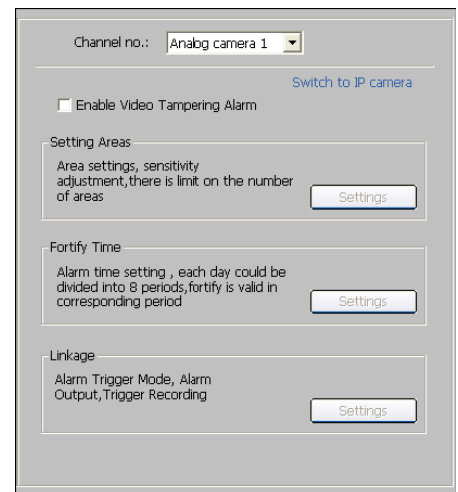 Channel no.: Analog camera 1
Switch to IP camera
Enable Video Tampering Alarm
Setting Areas
Area settings, sensitivity
adjustment,there is limit on the number
of areas
Settings
Fortify Time
Alarm time setting , each day could be
divided into 8 periods,fortify is valid in
corresponding period
Settings
Linkage
Alarm Trigger Mode, Alarm
Output,Trigger Recording
Settings